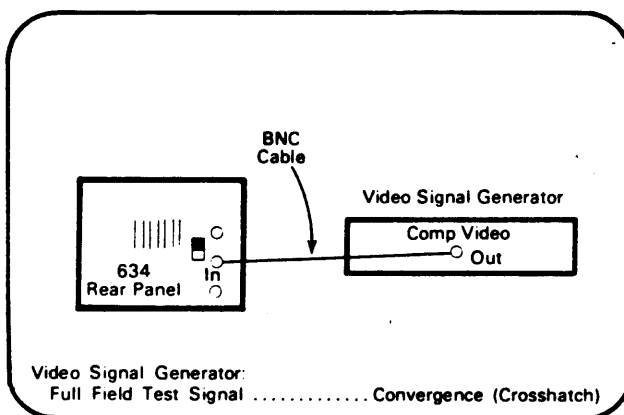 BNC
Cable
Video Signal Generator
Comp Video
Out
In
634
Rear Panel
Video Signal Generator:
Full Field Test Signal ............. Convergence (Crosshatch)